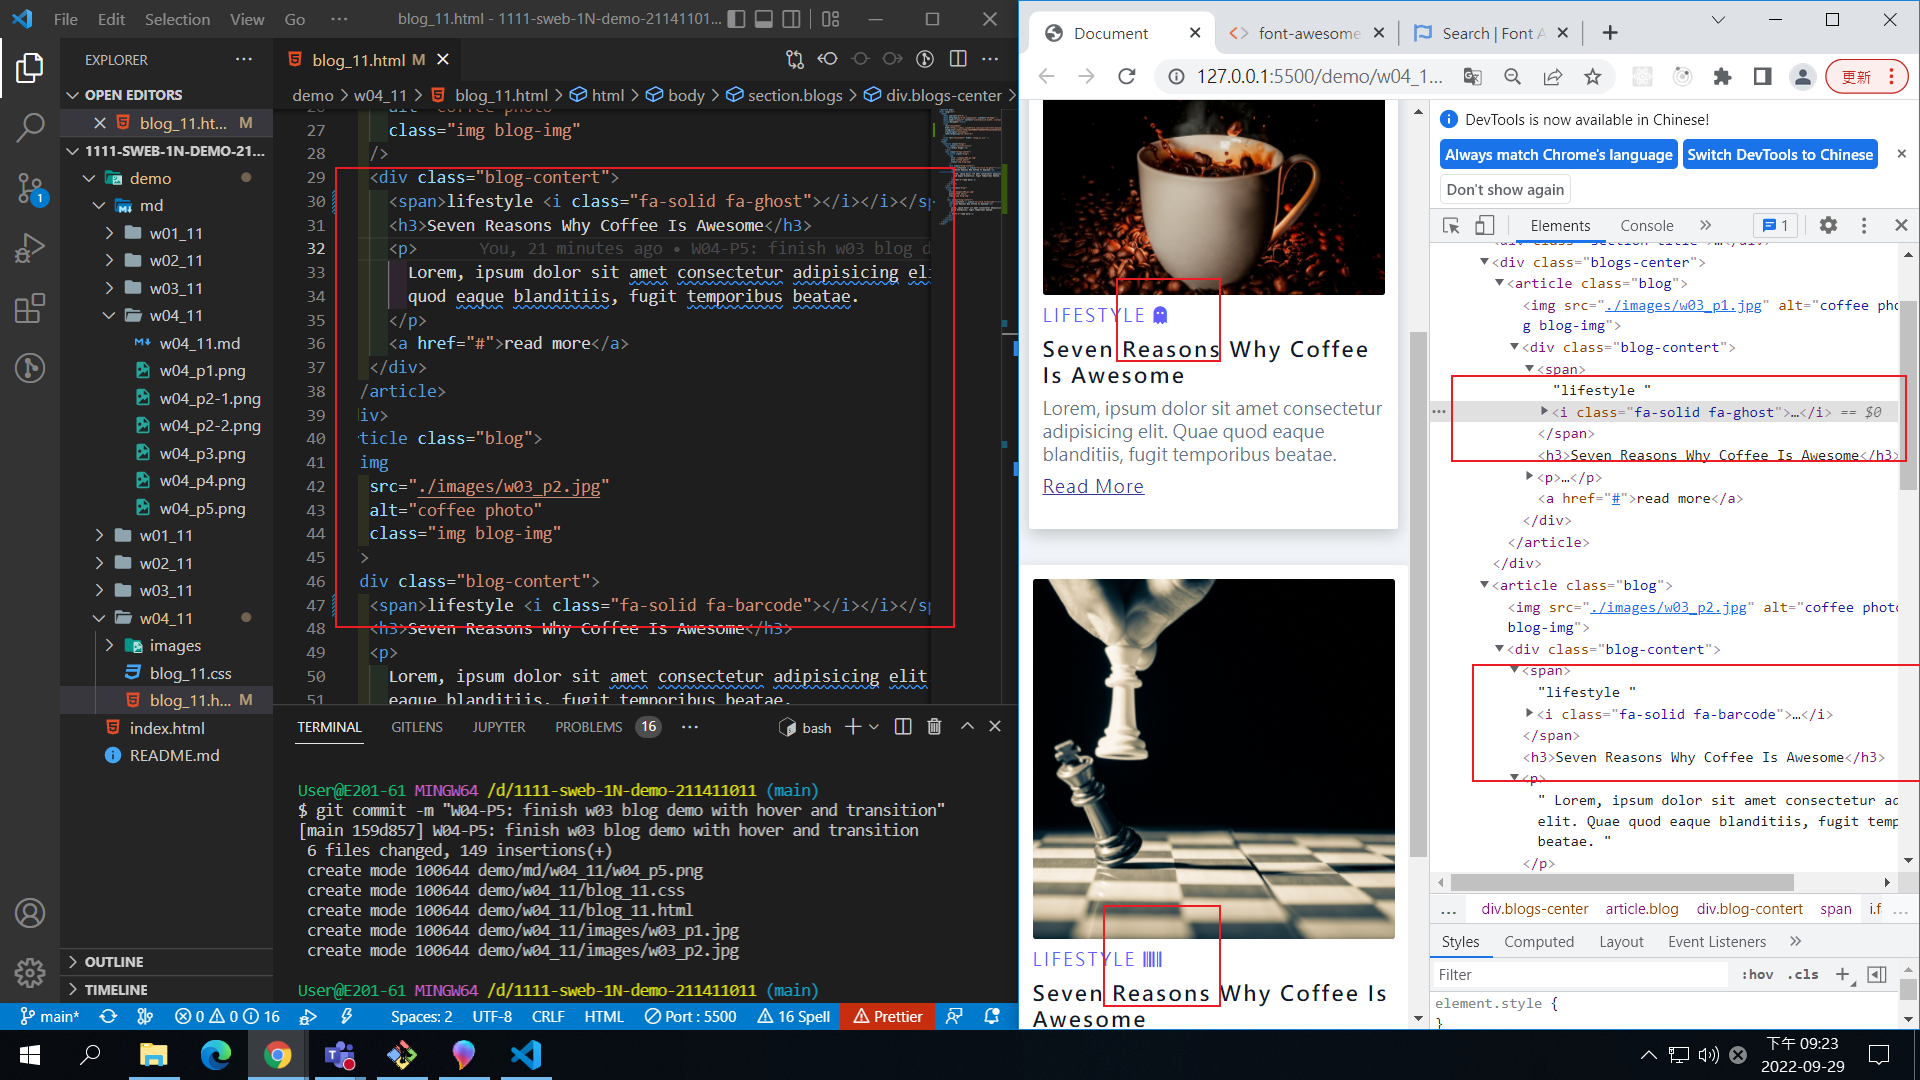 File Edit Selection View Go ··· blog_11.html - 1111-sweb-1N-demo-21141101...
EXPLORER ···
OPEN EDITORS
blog_11.ht... M
1111-SWEB-1N-DEMO-21...
demo
md
w01_11
w02_11
w03_11
w04_11
w04_11.md
w04_p1.png
w04_p2-1.png
w04_p2-2.png
w04_p3.png
w04_p4.png
w04_p5.png
w01_11
w02_11
w03_11
w04_11
images
blog_11.css
blog_11.h... M
index.html
README.md
OUTLINE
TIMELINE
blog_11.html M
demo > w04_11 > blog_11.html > html > body > section.blogs > div.blogs-center >
27 class="img blog-img"
28 />
29 <div class="blog-contert">
30 <span>lifestyle <i class="fa-solid fa-ghost"></i></i></sp
31 <h3>Seven Reasons Why Coffee Is Awesome</h3>
32 <p> You, 21 minutes ago • W04-P5: finish w03 blog d
33 Lorem, ipsum dolor sit amet consectetur adipisicing eli
34 quod eaque blanditiis, fugit temporibus beatae.
35 </p>
36 <a href="#">read more</a>
37 </div>
38 /article>
39 iv>
40 rticle class="blog">
41 img
42 src="./images/w03_p2.jpg"
43 alt="coffee photo"
44 class="img blog-img"
45 >
46 div class="blog-contert">
47 <span>lifestyle <i class="fa-solid fa-barcode"></i></i></sp
48 <h3>Seven Reasons Why Coffee Is Awesome</h3>
49 <p>
50 Lorem, ipsum dolor sit amet consectetur adipisicing elit
51 eaque blanditiis, fugit temporibus beatae.
TERMINAL GITLENS JUPYTER PROBLEMS 16 ··· bash
User@E201-61 MINGW64 /d/1111-sweb-1N-demo-211411011 (main)
$ git commit -m "W04-P5: finish w03 blog demo with hover and transition"
[main 159d857] W04-P5: finish w03 blog demo with hover and transition
6 files changed, 149 insertions(+)
create mode 100644 demo/md/w04_11/w04_p5.png
create mode 100644 demo/w04_11/blog_11.css
create mode 100644 demo/w04_11/blog_11.html
create mode 100644 demo/w04_11/images/w03_p1.jpg
create mode 100644 demo/w04_11/images/w03_p2.jpg
User@E201-61 MINGW64 /d/1111-sweb-1N-demo-211411011 (main)
main* 0 0 16 Spaces: 2 UTF-8 CRLF HTML Port : 5500 16 Spell Prettier
Document font-awesome Search | Font A
127.0.0.1:5500/demo/w04_1... 更新
LIFESTYLE
Seven Reasons Why Coffee
Is Awesome
Lorem, ipsum dolor sit amet consectetur
adipisicing elit. Quae quod eaque
blanditiis, fugit temporibus beatae.
Read More
LIFESTYLE
Seven Reasons Why Coffee Is
Awesome
DevTools is now available in Chinese!
Always match Chrome's language Switch DevTools to Chinese
Don't show again
Elements Console 1
<div class="blogs-center">
<article class="blog">
<img src="./images/w03_p1.jpg" alt="coffee pho
g blog-img">
<div class="blog-contert">
<span>
"lifestyle "
<i class="fa-solid fa-ghost">…</i> == $0
</span>
<h3>Seven Reasons Why Coffee Is Awesome</h3>
<p>…</p>
<a href="#">read more</a>
</div>
</article>
</div>
<article class="blog">
<img src="./images/w03_p2.jpg" alt="coffee photo
blog-img">
<div class="blog-contert">
<span>
"lifestyle "
<i class="fa-solid fa-barcode">…</i>
</span>
<h3>Seven Reasons Why Coffee Is Awesome</h3>
<p>
" Lorem, ipsum dolor sit amet consectetur ad
elit. Quae quod eaque blanditiis, fugit temp
beatae. "
</p>
... div.blogs-center article.blog div.blog-contert span i.f ...
Styles Computed Layout Event Listeners
Filter :hov .cls
element.style {
}
下午 09:23
2022-09-29